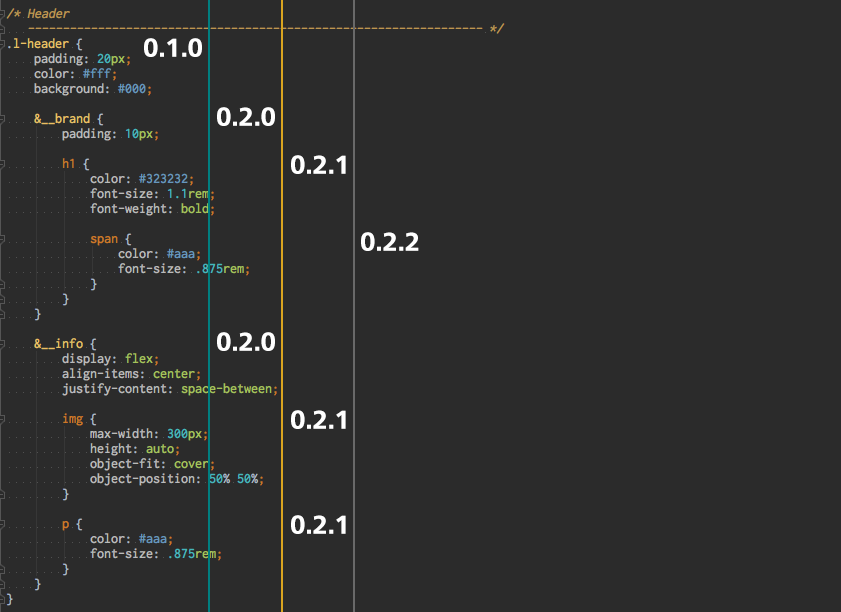 /* Header
------------------------------------------------------------------ */
.l-header { 0.1.0
padding: 20px;
color: #fff;
background: #000;
&__brand { 0.2.0
padding: 10px;
h1 { 0.2.1
color: #323232;
font-size: 1.1rem;
font-weight: bold;
span { 0.2.2
color: #aaa;
font-size: .875rem;
}
}
}
&__info { 0.2.0
display: flex;
align-items: center;
justify-content: space-between;
img { 0.2.1
max-width: 300px;
height: auto;
object-fit: cover;
object-position: 50% 50%;
}
p { 0.2.1
color: #aaa;
font-size: .875rem;
}
}
}